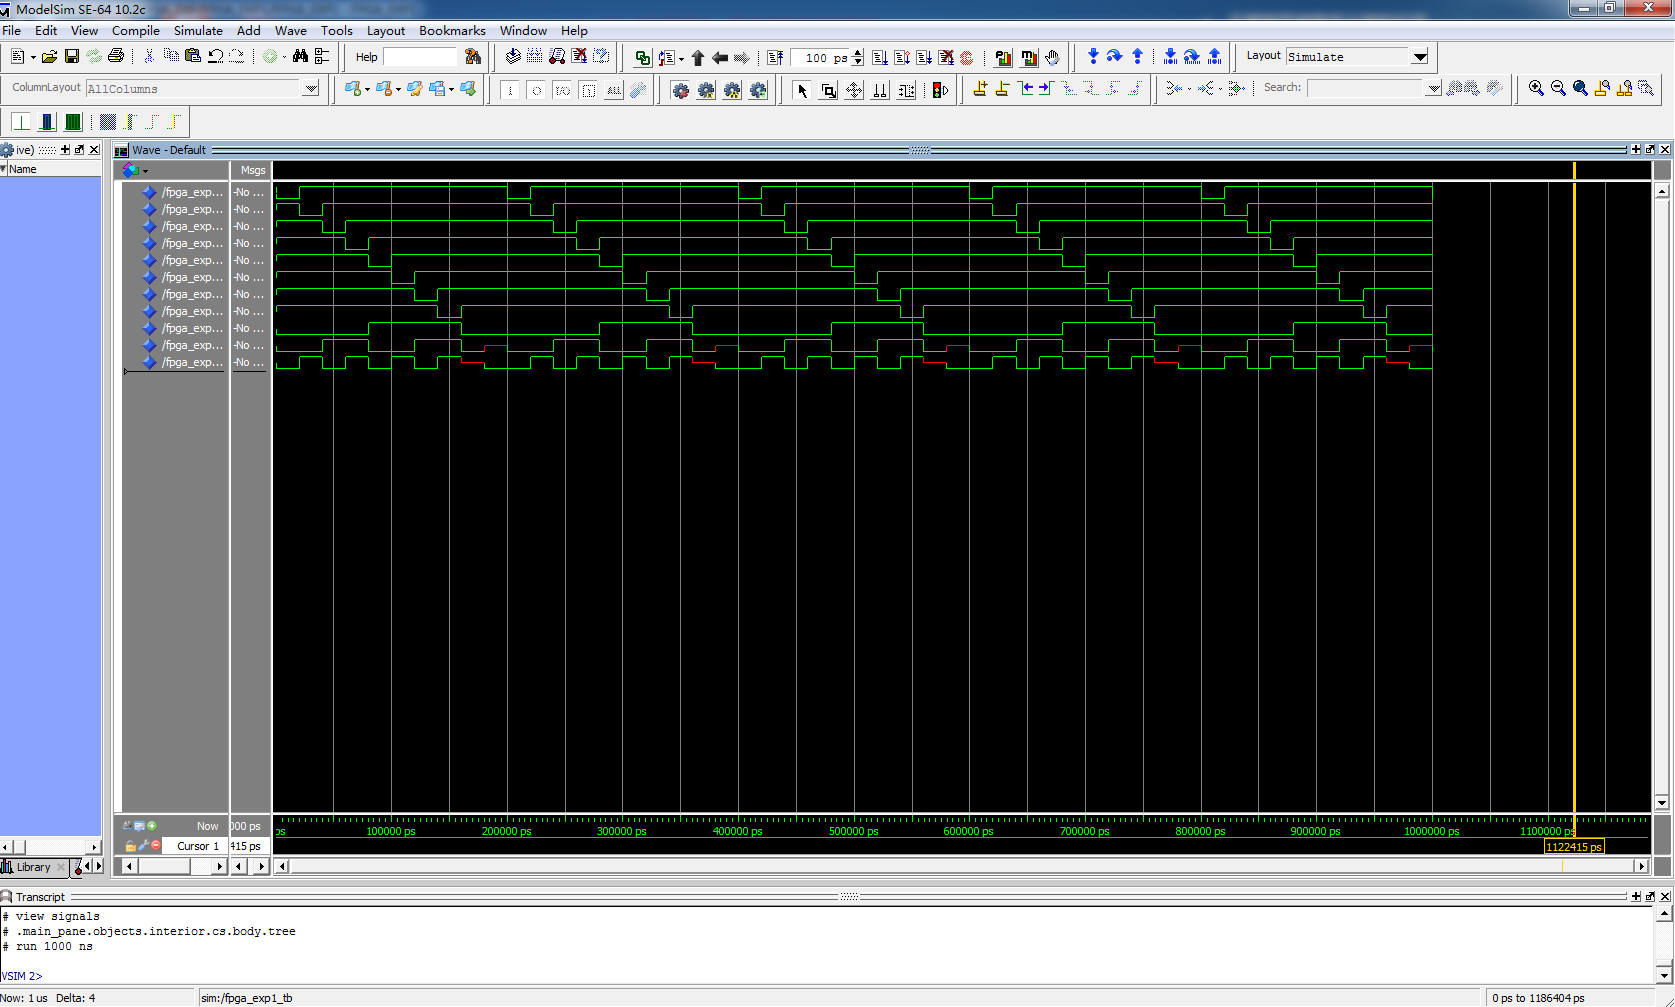 ModelSim SE-64 10.2c
File Edit View Compile Simulate Add Wave Tools Layout Bookmarks Window Help
Help
100 ps
Layout Simulate
ColumnLayout AllColumns
Search:
ive)
Wave - Default
Name
Msgs
/fpga_exp... -No ...
/fpga_exp... -No ...
/fpga_exp... -No ...
/fpga_exp... -No ...
/fpga_exp... -No ...
/fpga_exp... -No ...
/fpga_exp... -No ...
/fpga_exp... -No ...
/fpga_exp... -No ...
/fpga_exp... -No ...
/fpga_exp... -No ...
Now 000 ps ps 100000 ps 200000 ps 300000 ps 400000 ps 500000 ps 600000 ps 700000 ps 800000 ps 900000 ps 1000000 ps 1100000 ps
Cursor 1 415 ps 1122415 ps
Library
Transcript
# view signals
# .main_pane.objects.interior.cs.body.tree
# run 1000 ns
VSIM 2>
Now: 1 us Delta: 4 sim:/fpga_exp1_tb 0 ps to 1186404 ps